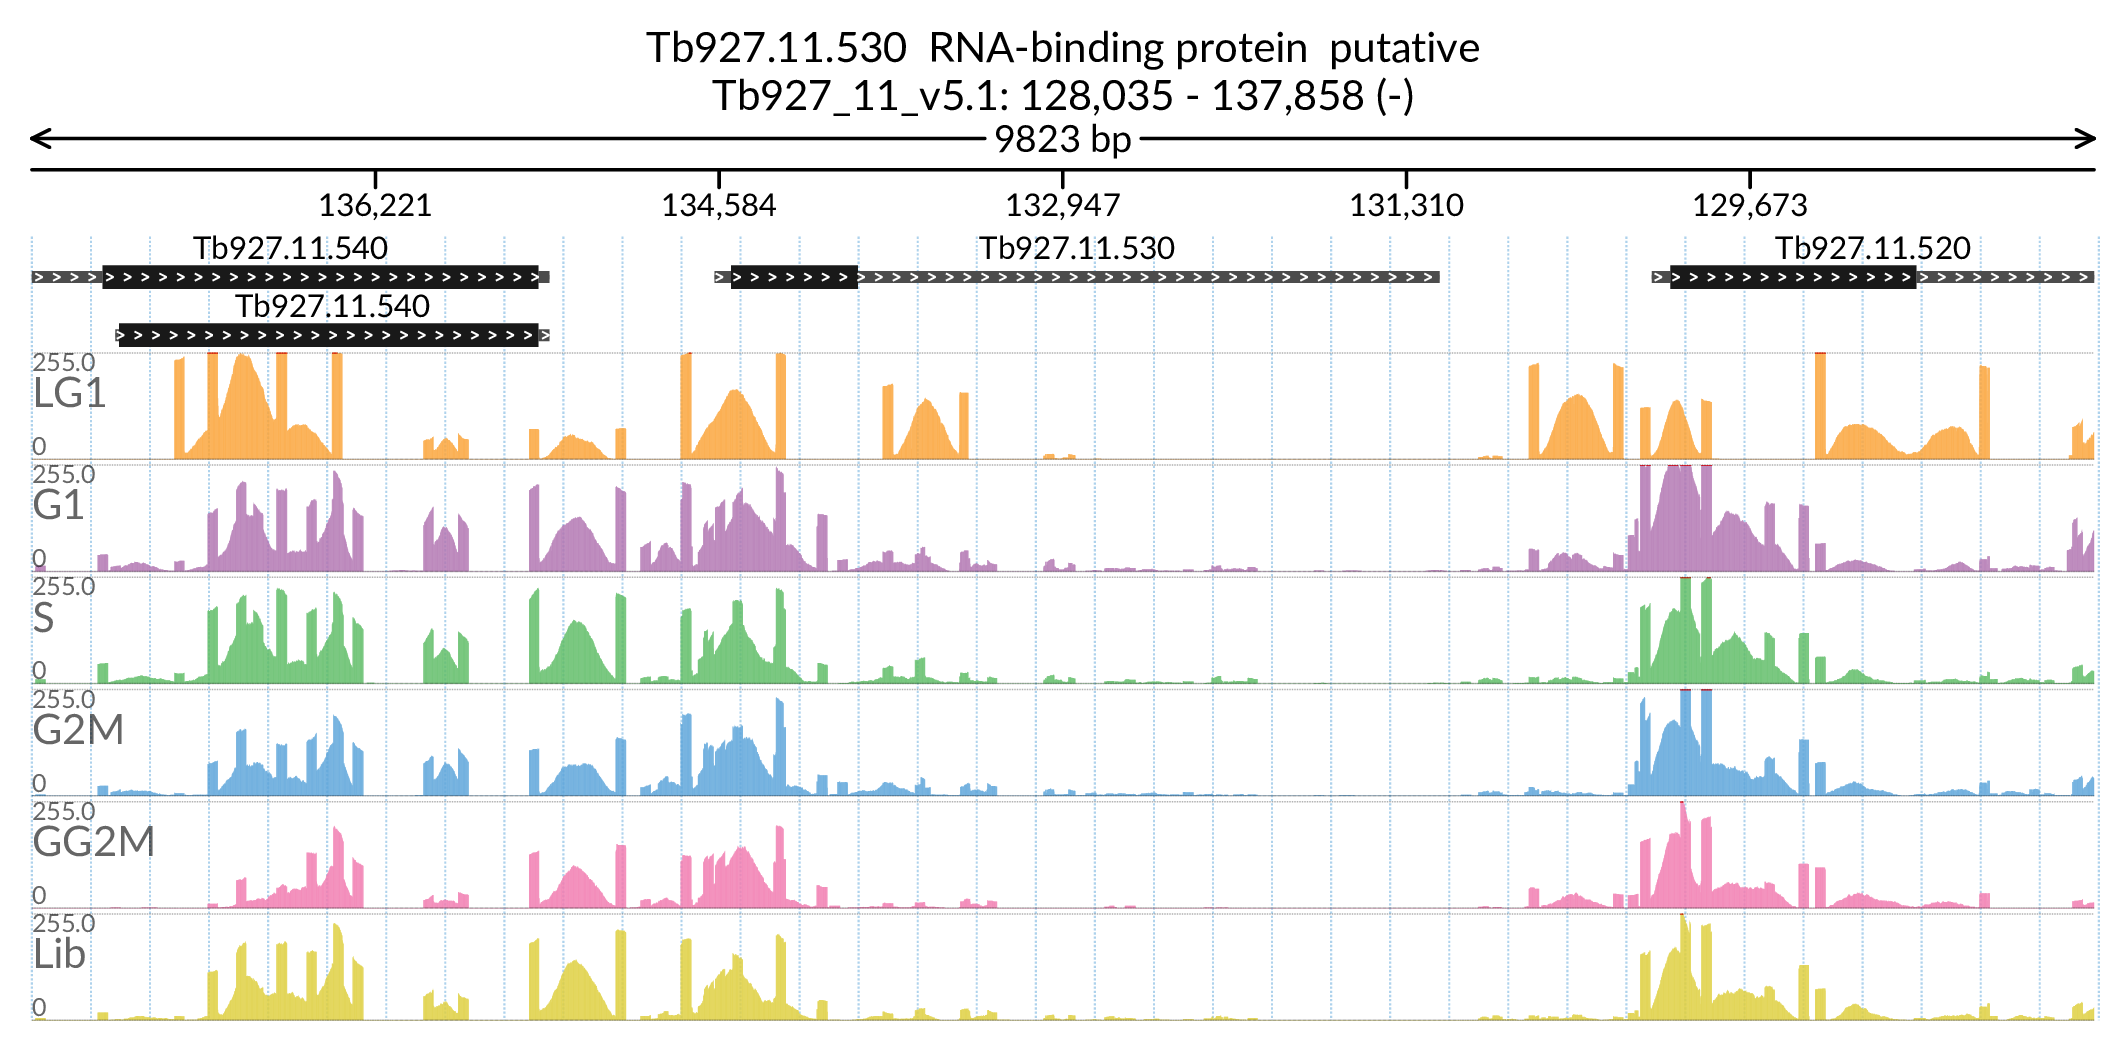 Tb927.11.530 RNA-binding protein putative
Tb927_11_v5.1: 128,035 - 137,858 (-)
9823 bp
136,221 134,584 132,947 131,310 129,673
Tb927.11.540 Tb927.11.530 Tb927.11.520
Tb927.11.540
255.0
LG1
0
255.0
G1
0
255.0
S
0
255.0
G2M
0
255.0
GG2M
0
255.0
Lib
0